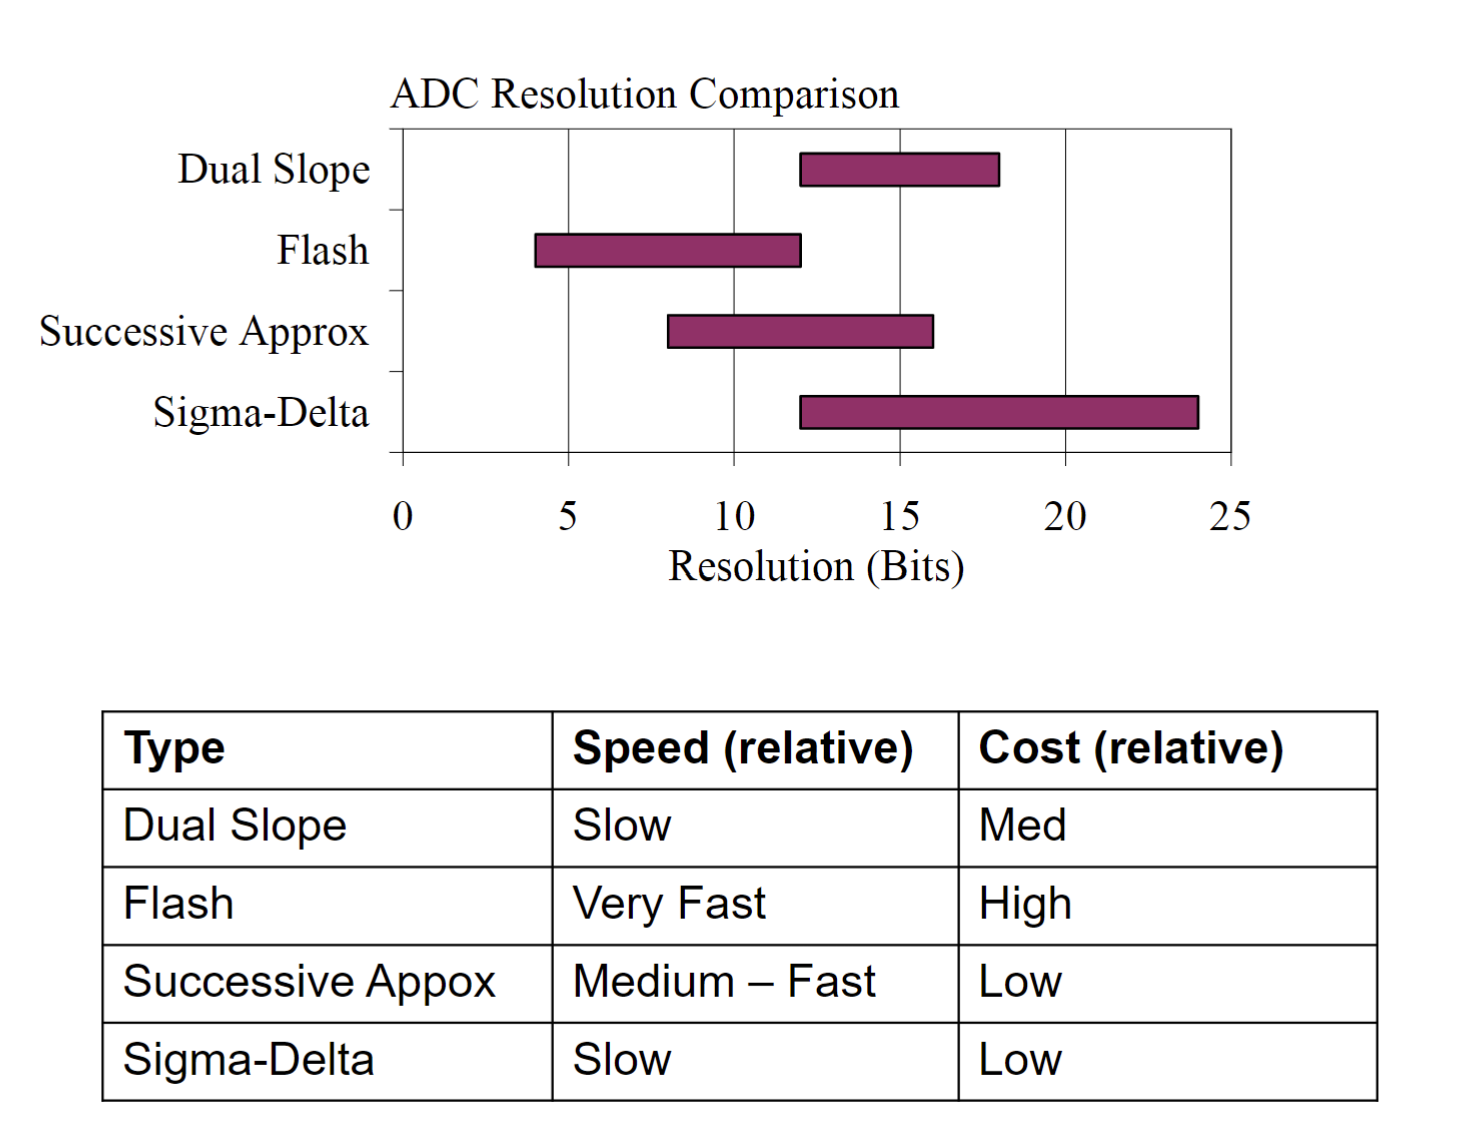 ADC Resolution Comparison
Dual Slope
Flash
Successive Approx
Sigma-Delta
0 5 10 15 20 25
Resolution (Bits)
Type Speed (relative) Cost (relative)
Dual Slope Slow Med
Flash Very Fast High
Successive Appox Medium – Fast Low
Sigma-Delta Slow Low